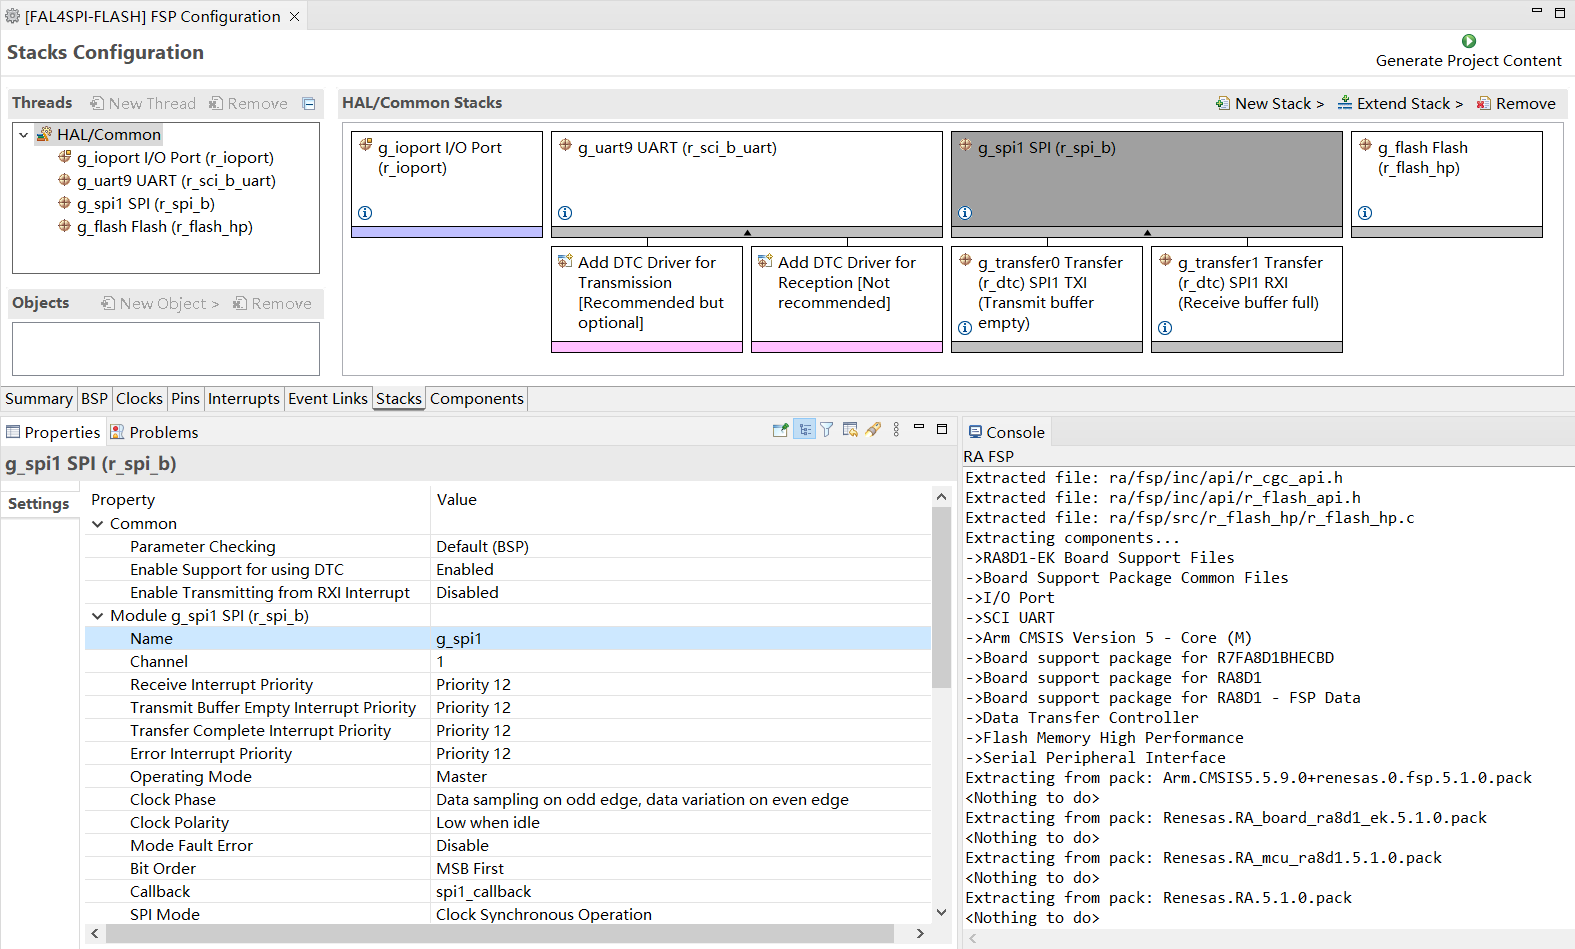 [FAL4SPI-FLASH] FSP Configuration
Stacks Configuration
Generate Project Content
Threads
New Thread
Remove
HAL/Common
g_ioport I/O Port (r_ioport)
g_uart9 UART (r_sci_b_uart)
g_spi1 SPI (r_spi_b)
g_flash Flash (r_flash_hp)
Objects
New Object >
Remove
HAL/Common Stacks
New Stack >
Extend Stack >
Remove
g_ioport I/O Port
(r_ioport)
g_uart9 UART (r_sci_b_uart)
g_spi1 SPI (r_spi_b)
g_flash Flash
(r_flash_hp)
Add DTC Driver for
Transmission
[Recommended but
optional]
Add DTC Driver for
Reception [Not
recommended]
g_transfer0 Transfer
(r_dtc) SPI1 TXI
(Transmit buffer
empty)
g_transfer1 Transfer
(r_dtc) SPI1 RXI
(Receive buffer full)
Summary
BSP
Clocks
Pins
Interrupts
Event Links
Stacks
Components
Properties
Problems
g_spi1 SPI (r_spi_b)
Settings
Property Value
Common
Parameter Checking Default (BSP)
Enable Support for using DTC Enabled
Enable Transmitting from RXI Interrupt Disabled
Module g_spi1 SPI (r_spi_b)
Name g_spi1
Channel 1
Receive Interrupt Priority Priority 12
Transmit Buffer Empty Interrupt Priority Priority 12
Transfer Complete Interrupt Priority Priority 12
Error Interrupt Priority Priority 12
Operating Mode Master
Clock Phase Data sampling on odd edge, data variation on even edge
Clock Polarity Low when idle
Mode Fault Error Disable
Bit Order MSB First
Callback spi1_callback
SPI Mode Clock Synchronous Operation
Console
RA FSP
Extracted file: ra/fsp/inc/api/r_cgc_api.h
Extracted file: ra/fsp/inc/api/r_flash_api.h
Extracted file: ra/fsp/src/r_flash_hp/r_flash_hp.c
Extracting components...
->RA8D1-EK Board Support Files
->Board Support Package Common Files
->I/O Port
->SCI UART
->Arm CMSIS Version 5 - Core (M)
->Board support package for R7FA8D1BHECBD
->Board support package for RA8D1
->Board support package for RA8D1 - FSP Data
->Data Transfer Controller
->Flash Memory High Performance
->Serial Peripheral Interface
Extracting from pack: Arm.CMSIS5.5.9.0+renesas.0.fsp.5.1.0.pack
<Nothing to do>
Extracting from pack: Renesas.RA_board_ra8d1_ek.5.1.0.pack
<Nothing to do>
Extracting from pack: Renesas.RA_mcu_ra8d1.5.1.0.pack
<Nothing to do>
Extracting from pack: Renesas.RA.5.1.0.pack
<Nothing to do>